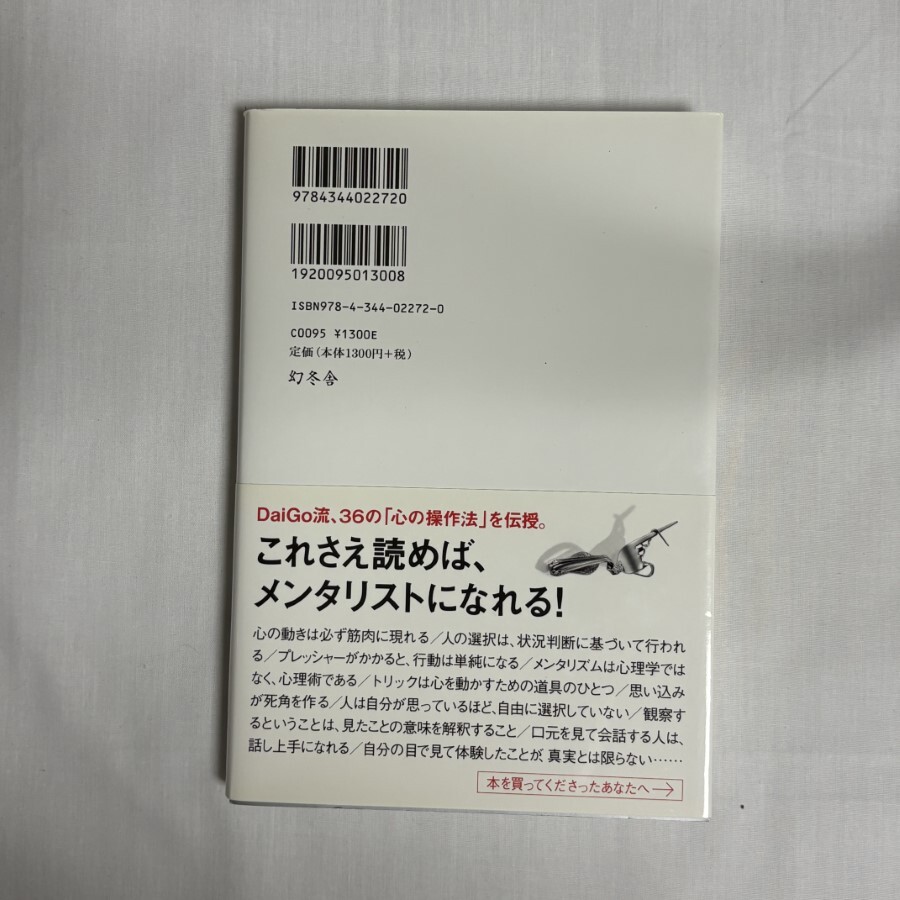 9784344022720
1920095013008
ISBN978-4-344-02272-0
C0095 ¥1300E
定価(本体1300円+税)
幻冬舎
DaiGo流、36の「心の操作法」を伝授。
これさえ読めば、
メンタリストになれる!
心の動きは必ず筋肉に現れる/人の選択は、状況判断に基づいて行われ
る/プレッシャーがかかると、行動は単純になる/メンタリズムは心理学では
なく、心理術である/トリックは心を動かすための道具のひとつ/思い込み
が死角を作る/人は自分が思っているほど、自由に選択していない/観察す
るということは、見たことの意味を解釈すること/口元を見て会話する人は、
話し上手になれる/自分の目で見て体験したことが、真実とは限らない……
本を買ってくださったあなたへ→